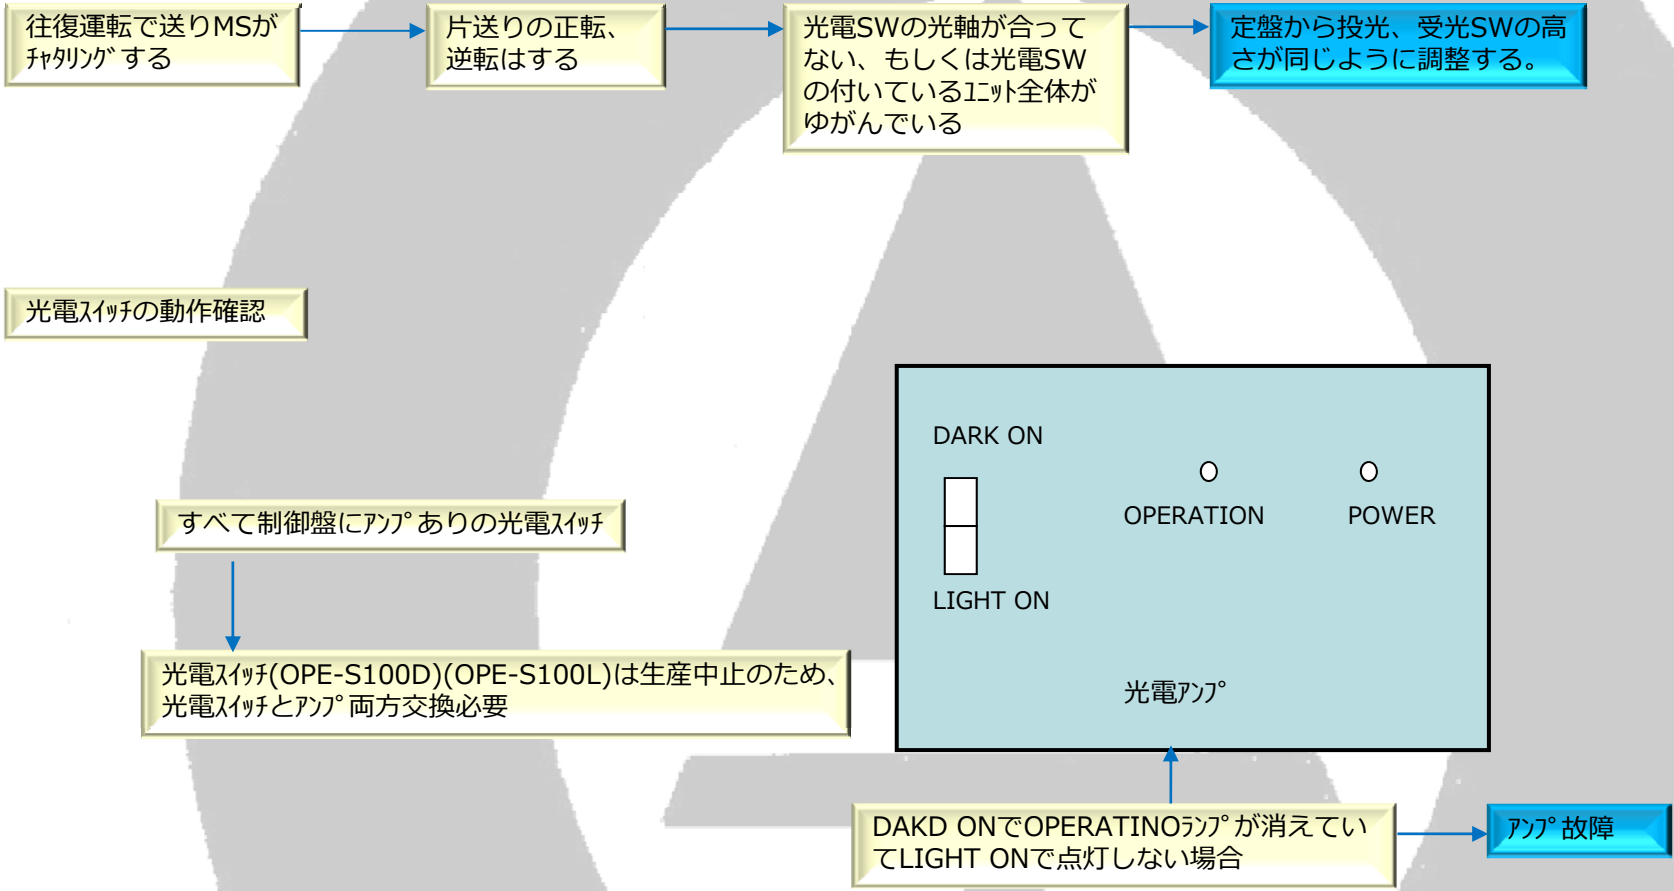 往復運転で送りMSが
ﾁｬﾀﾘﾝｸﾞする
片送りの正転、
逆転はする
光電SWの光軸が合って
ない、もしくは光電SW
の付いているﾕﾆｯﾄ全体が
ゆがんでいる
定盤から投光、受光SWの高
さが同じように調整する。
光電ｽｲｯﾁの動作確認
DARK ON
OPERATION
POWER
LIGHT ON
光電ｱﾝﾌﾟ
すべて制御盤にｱﾝﾌﾟありの光電ｽｲｯﾁ
光電ｽｲｯﾁ(OPE-S100D)(OPE-S100L)は生産中止のため、
光電ｽｲｯﾁとｱﾝﾌﾟ両方交換必要
DAKD ONでOPERATINOﾗﾝﾌﾟが消えてい
てLIGHT ONで点灯しない場合
ｱﾝﾌﾟ故障